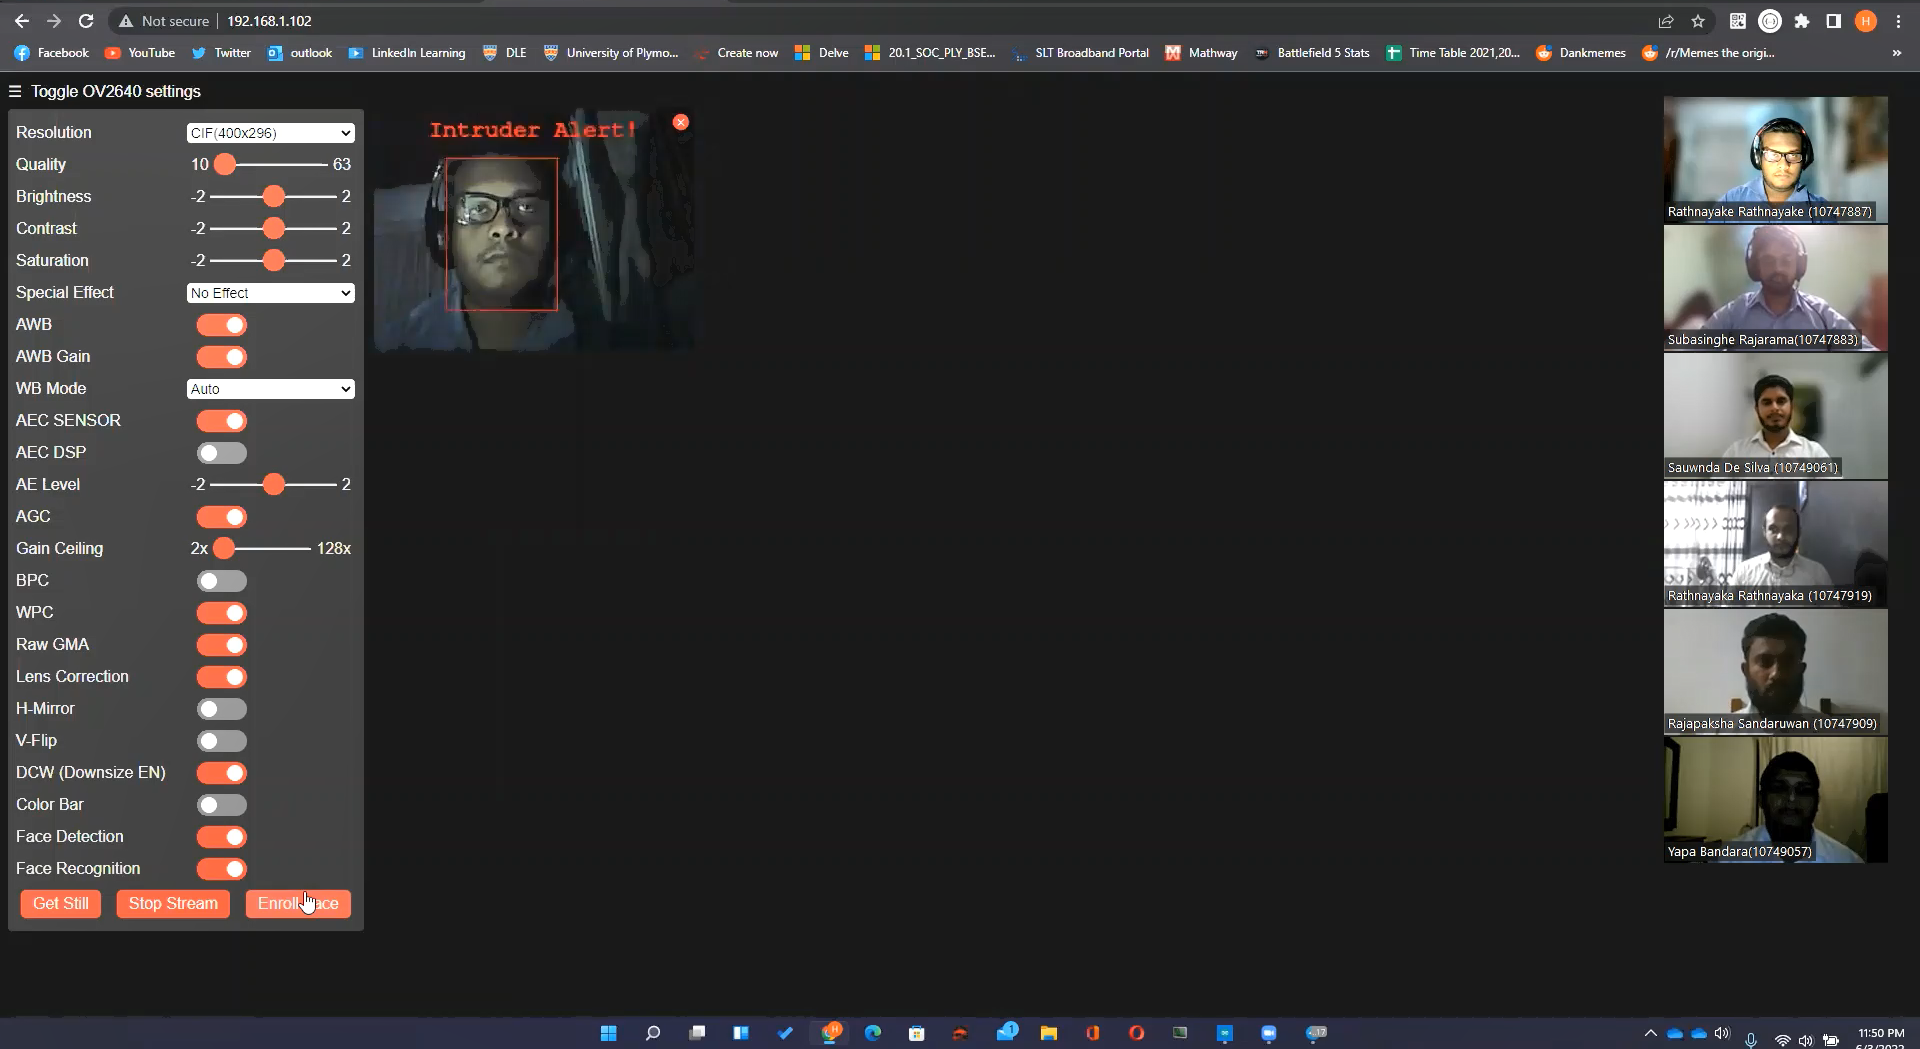 Not secure 192.168.1.102
Facebook YouTube Twitter outlook LinkedIn Learning DLE University of Plymo... Create now Delve 20.1_SOC_PLY_BSE... SLT Broadband Portal Mathway Battlefield 5 Stats Time Table 2021,20... Dankmemes /r/Memes the origi... »
☰ Toggle OV2640 settings
Resolution CIF(400x296)
Quality 10 63
Brightness -2 2
Contrast -2 2
Saturation -2 2
Special Effect No Effect
AWB
AWB Gain
WB Mode Auto
AEC SENSOR
AEC DSP
AE Level -2 2
AGC
Gain Ceiling 2x 128x
BPC
WPC
Raw GMA
Lens Correction
H-Mirror
V-Flip
DCW (Downsize EN)
Color Bar
Face Detection
Face Recognition
Get Still Stop Stream Enroll ace
Intruder Alert!
Rathnayake Rathnayake (10747887)
Subasinghe Rajarama(10747883)
Sauwnda De Silva (10749061)
Rathnayaka Rathnayaka (10747919)
Rajapaksha Sandaruwan (10747909)
Yapa Bandara(10749057)
H
H
1
17
11:50 PM